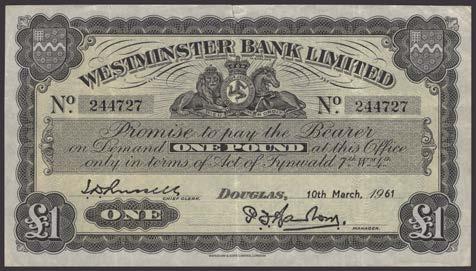 WESTMINSTER BANK LIMITED
No. 244727 No. 244727
Promise to pay the Bearer
on Demand ONE POUND at this Office
only in terms of Act of Tynwald 7th Wm 4th
CHIEF CLERK.
DOUGLAS, 10th March, 1961
£1 ONE MANAGER. £1